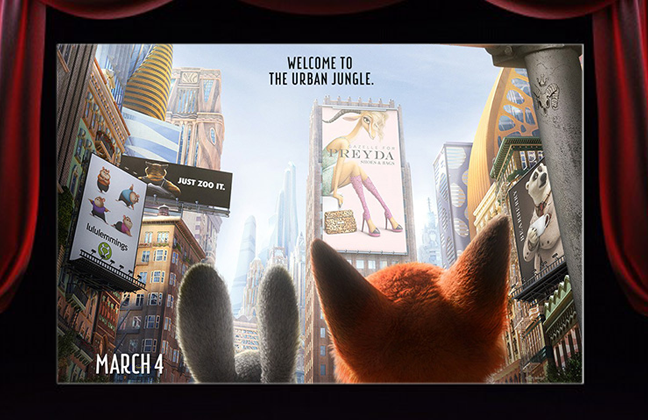 WELCOME TO
THE URBAN JUNGLE.
GAZELLE FOR
PREYDA
SHOES & BAGS
JUST ZOO IT.
lululemmings
MARCH 4